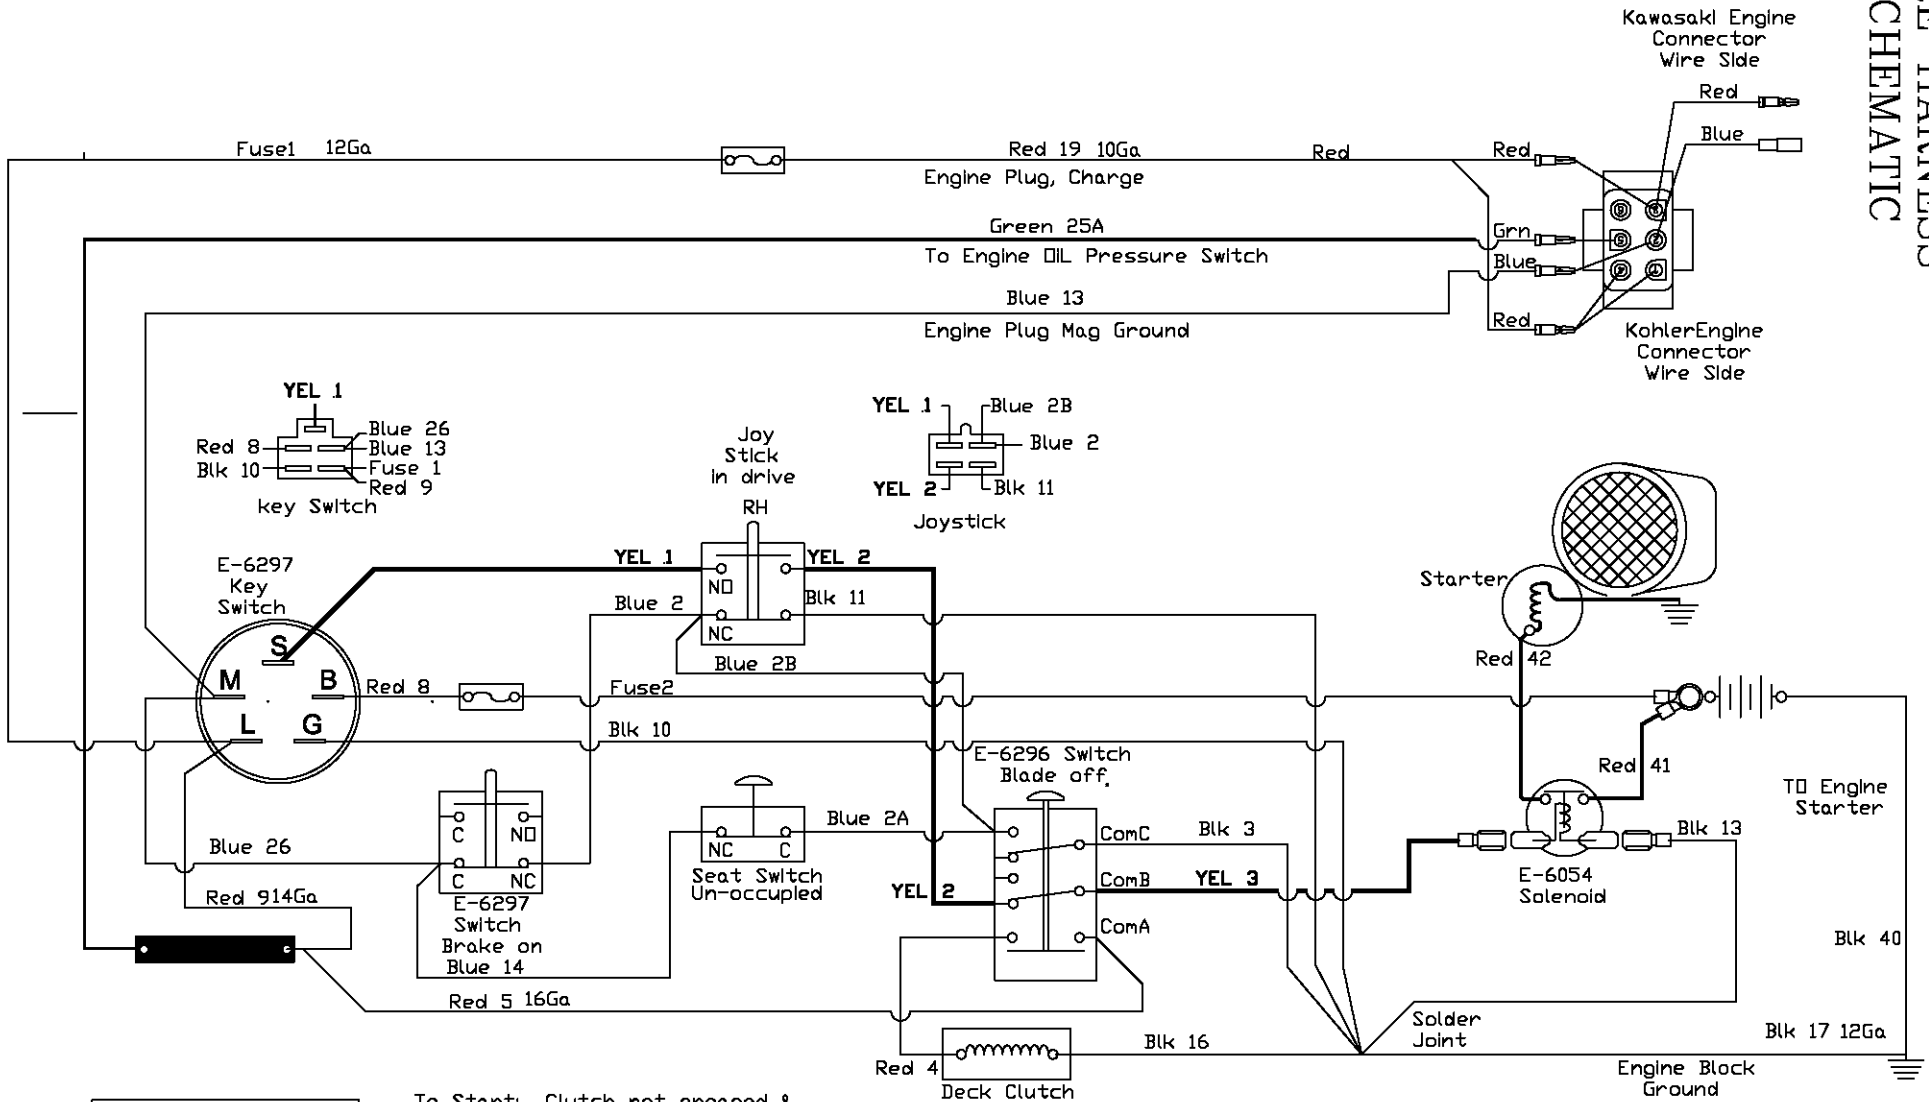 Kawasaki Engine
Connector
Wire Side
CHEMATIC
Red
Blue
Fuse1 12Ga
Red 19 10Ga
Red
Red
Engine Plug, Charge
Green 25A
Grn
To Engine OIL Pressure Switch
Blue
Blue 13
Red
Engine Plug Mag Ground
KohlerEngine
Connector
Wire Side
YEL 1
Red 8
Blk 10
Blue 26
Blue 13
Fuse 1
Red 9
key Switch
Joy
Stick
in drive
RH
YEL 1
Blue 2B
Blue 2
YEL 2
Blk 11
Joystick
E-6297
Key
Switch
YEL 1
YEL 2
NO
Blue 2
Blk 11
NC
Blue 2B
S
M
B
L
G
Red 8
Fuse2
Blk 10
Starter
Red 42
Red 41
TO Engine
Starter
E-6296 Switch
Blade off.
C
NO
C
NC
Blue 26
E-6297
Switch
Brake on
Blue 14
NC
C
Seat Switch
Un-occupied
Blue 2A
ComC
Blk 3
ComB
YEL 3
YEL 2
ComA
Blk 13
E-6054
Solenoid
Red 914Ga
Blk 40
Red 5 16Ga
Solder
Joint
Blk 17 12Ga
Red 4
Blk 16
Deck Clutch
Engine Block
Ground